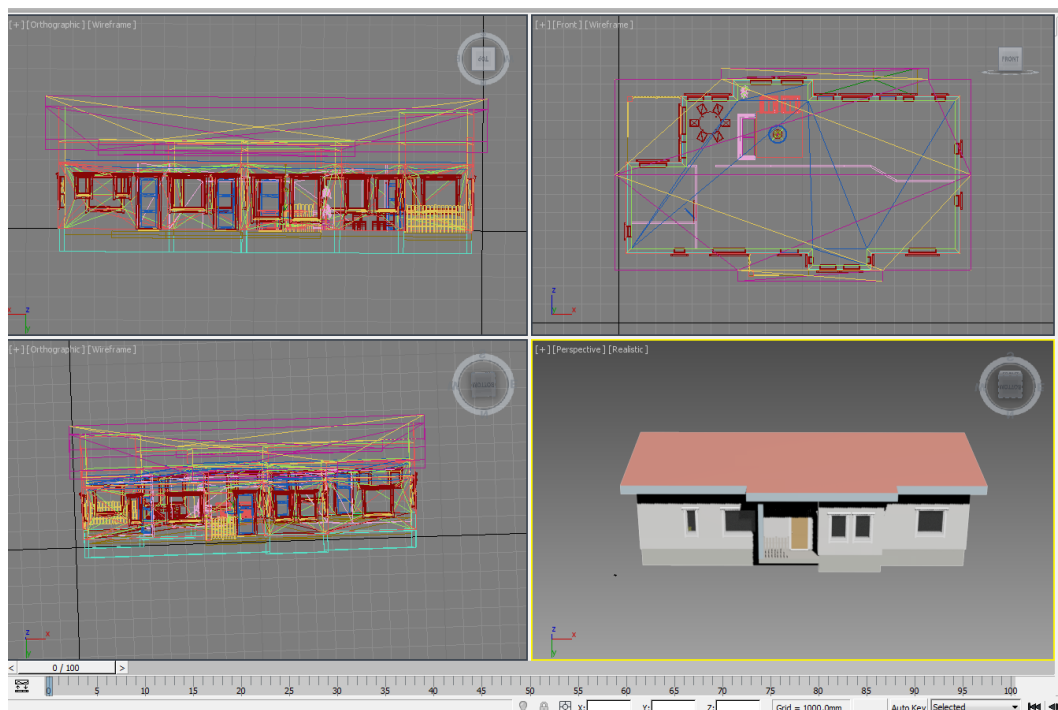 [+] [Orthographic] [Wireframe]
[+] [Front] [Wireframe]
FRONT
[+] [Orthographic] [Wireframe]
[+] [Perspective] [Realistic]
BOTTOM
BOTTOM
x
z
y
z
x
y
z
x
y
z
x
y
< 0 / 100 >
0 5 10 15 20 25 30 35 40 45 50 55 60 65 70 75 80 85 90 95 100
X: Y: Z: Grid = 1000.0mm Auto Key Selected